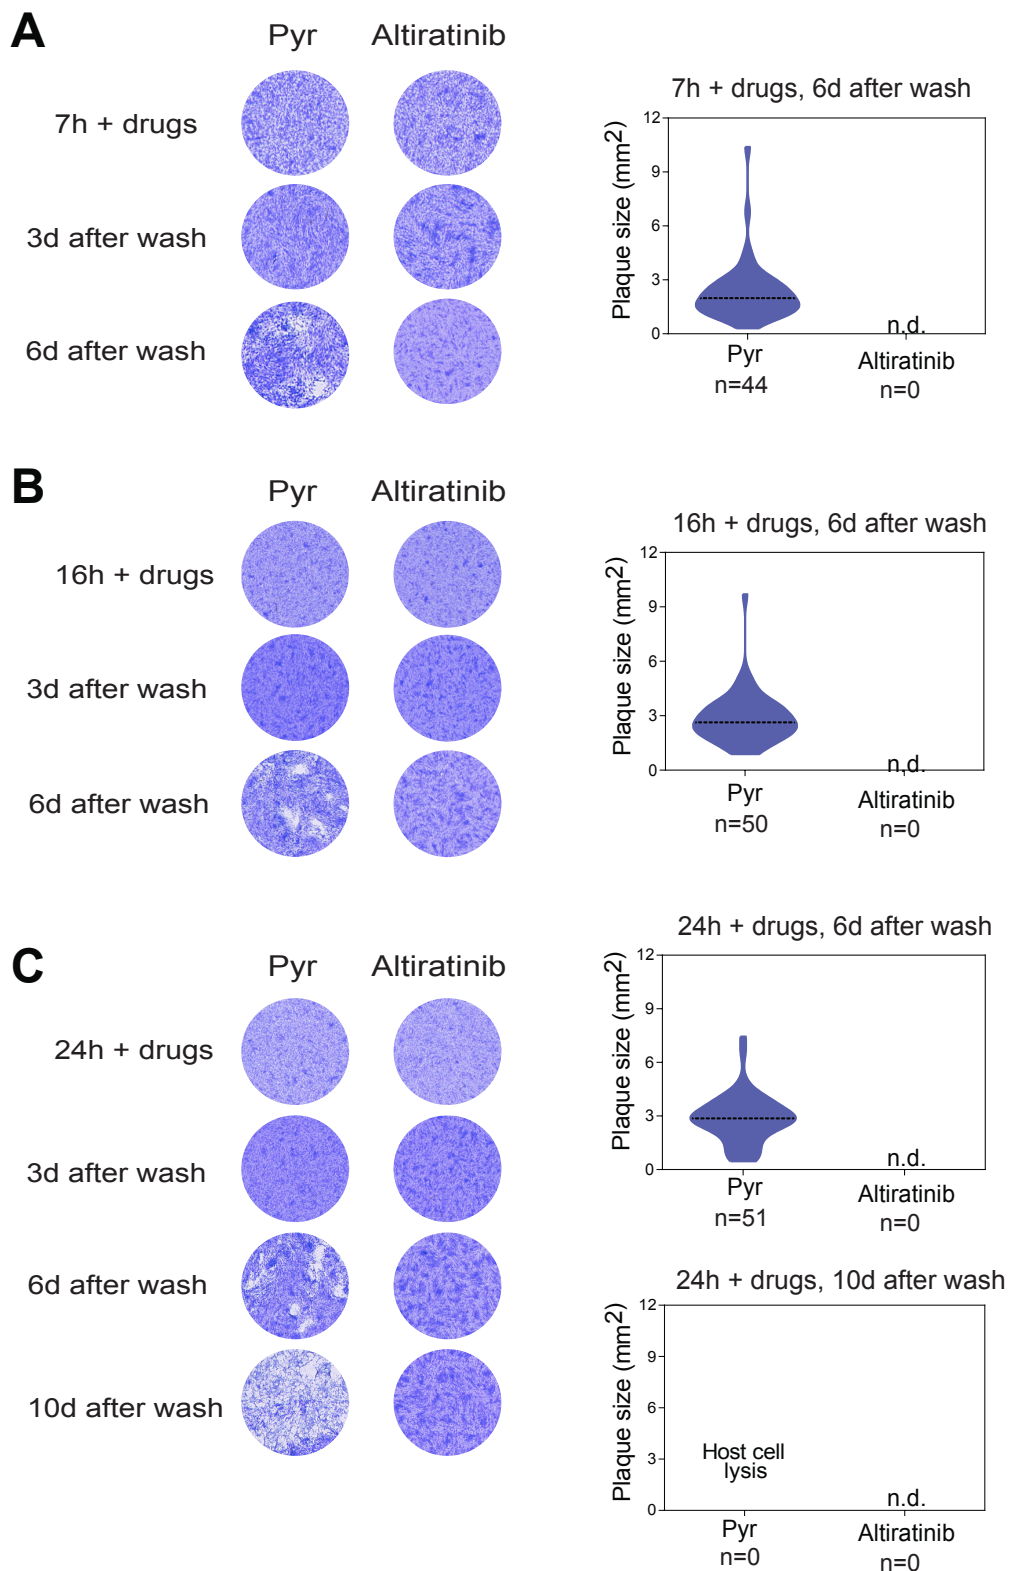 A
Pyr Altiratinib
7h + drugs
3d after wash
6d after wash
7h + drugs, 6d after wash
Plaque size (mm2)
12
9
6
3
0
n.d.
Pyr Altiratinib
n=44 n=0
B
Pyr Altiratinib
16h + drugs
3d after wash
6d after wash
16h + drugs, 6d after wash
Plaque size (mm2)
12
9
6
3
0
n.d.
Pyr Altiratinib
n=50 n=0
C
Pyr Altiratinib
24h + drugs
3d after wash
6d after wash
10d after wash
24h + drugs, 6d after wash
Plaque size (mm2)
12
9
6
3
0
n.d.
Pyr Altiratinib
n=51 n=0
24h + drugs, 10d after wash
Plaque size (mm2)
12
9
6
3
0
Host cell
lysis
n.d.
Pyr Altiratinib
n=0 n=0